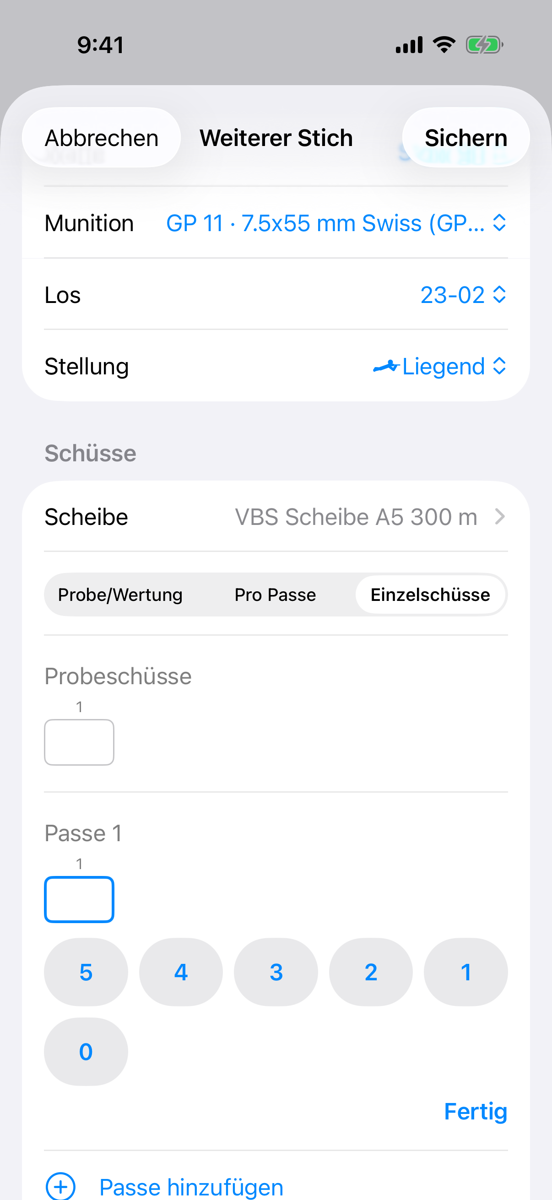 9:41
Abbrechen Weiterer Stich Sichern
Munition GP 11 · 7.5x55 mm Swiss (GP...
Los 23-02
Stellung Liegend
Schüsse
Scheibe VBS Scheibe A5 300 m
Probe/Wertung Pro Passe Einzelschüsse
Probeschüsse
1
Passe 1
1
5 4 3 2 1
0
Fertig
Passe hinzufügen